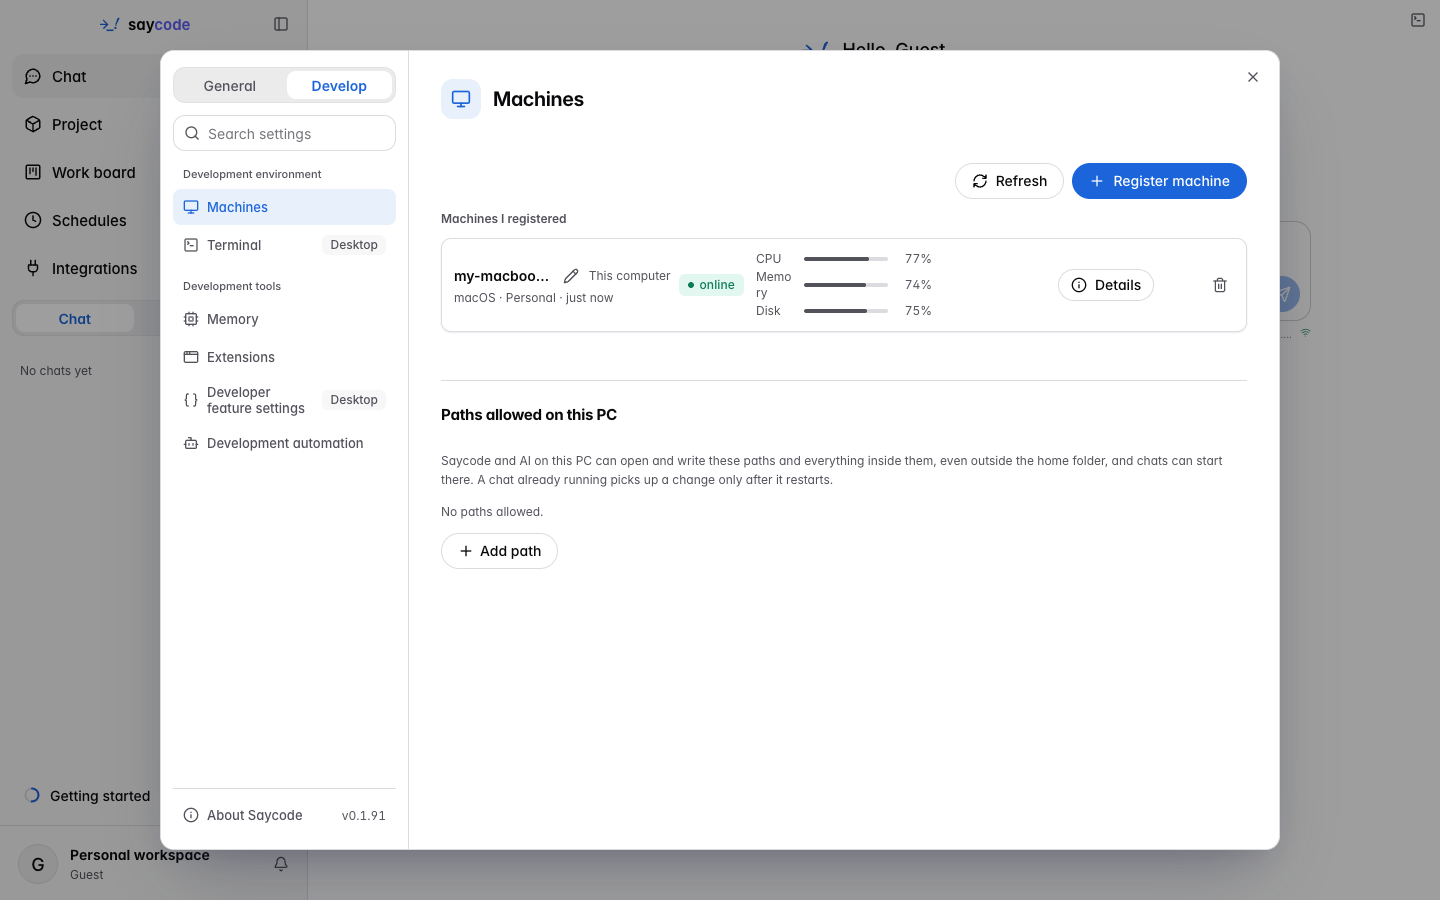 saycode
Chat
Project
Work board
Schedules
Integrations
Chat
No chats yet
Getting started
G
Personal workspace
Guest
General
Develop
Search settings
Development environment
Machines
Terminal
Desktop
Development tools
Memory
Extensions
Developer
feature settings
Desktop
Development automation
About Saycode
v0.1.91
Hello, Guest
Machines
Refresh
Register machine
Machines I registered
my-macboo...
This computer
macOS · Personal · just now
online
CPU
77%
Memo
ry
74%
Disk
75%
Details
Paths allowed on this PC
Saycode and AI on this PC can open and write these paths and everything inside them, even outside the home folder, and chats can start
there. A chat already running picks up a change only after it restarts.
No paths allowed.
Add path